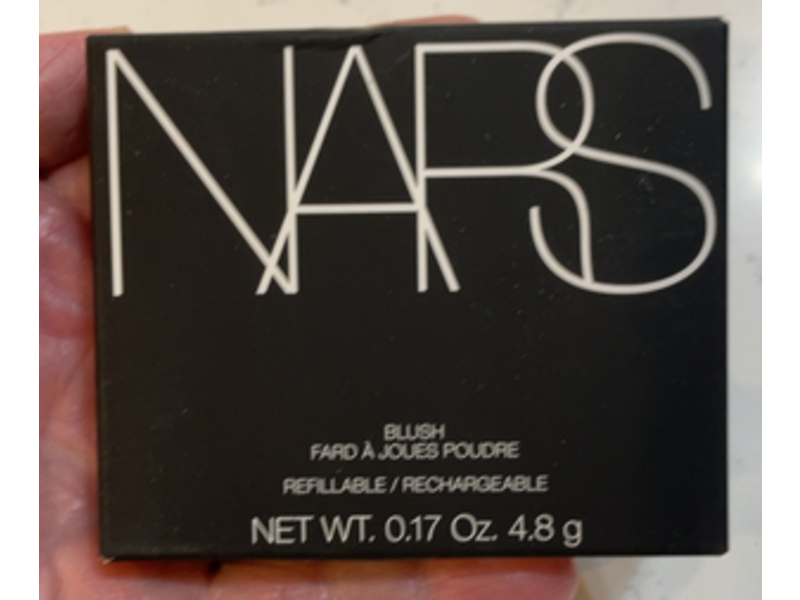 NARS
BLUSH
FARD À JOUES POUDRE
REFILLABLE / RECHARGEABLE
NET WT. 0.17 Oz. 4.8 g